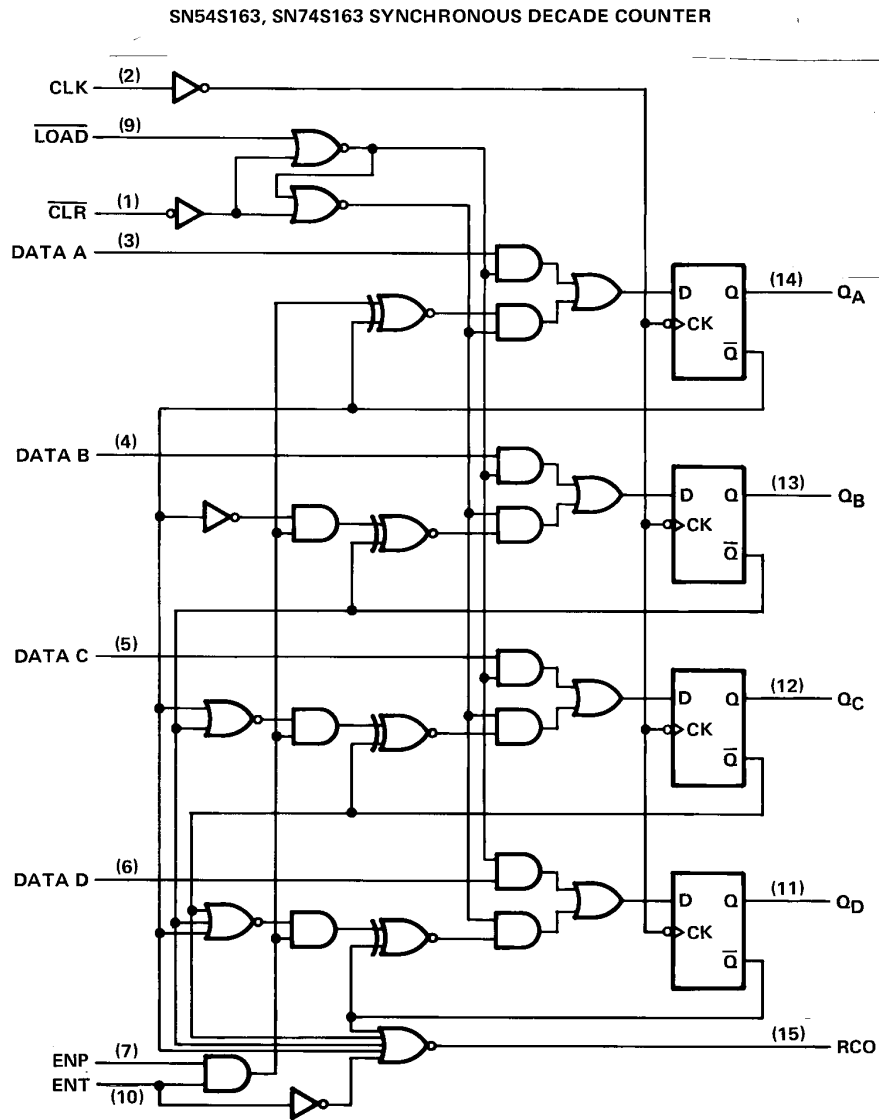 SN54S163, SN74S163 SYNCHRONOUS DECADE COUNTER
CLK (2)
LOAD (9)
CLR (1)
DATA A (3)
D Q (14) QA
CK
Q
DATA B (4)
D Q (13) QB
CK
Q
DATA C (5)
D Q (12) QC
CK
Q
DATA D (6)
D Q (11) QD
CK
Q
(15) RCO
ENP (7)
ENT (10)